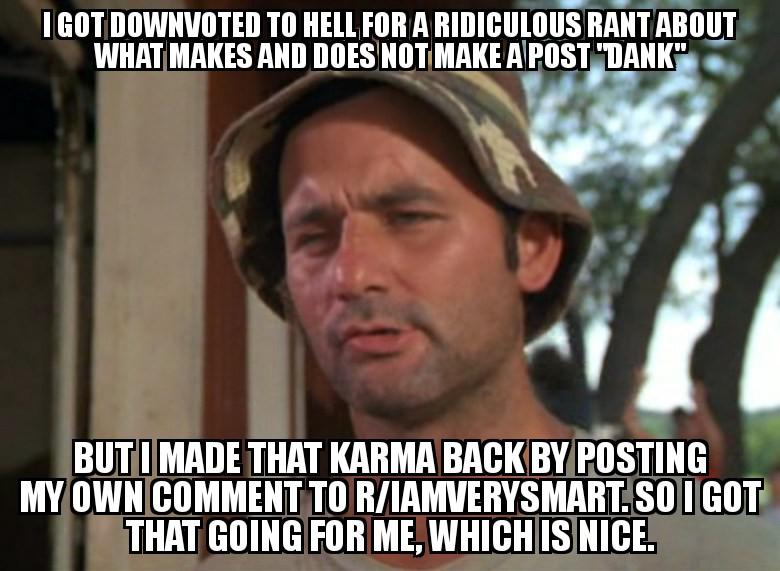 I GOT DOWNVOTED TO HELL FOR A RIDICULOUS RANT ABOUT
WHAT MAKES AND DOES NOT MAKE A POST "DANK"
BUT I MADE THAT KARMA BACK BY POSTING
MY OWN COMMENT TO R/IAMVERYSMART. SO I GOT
THAT GOING FOR ME, WHICH IS NICE.